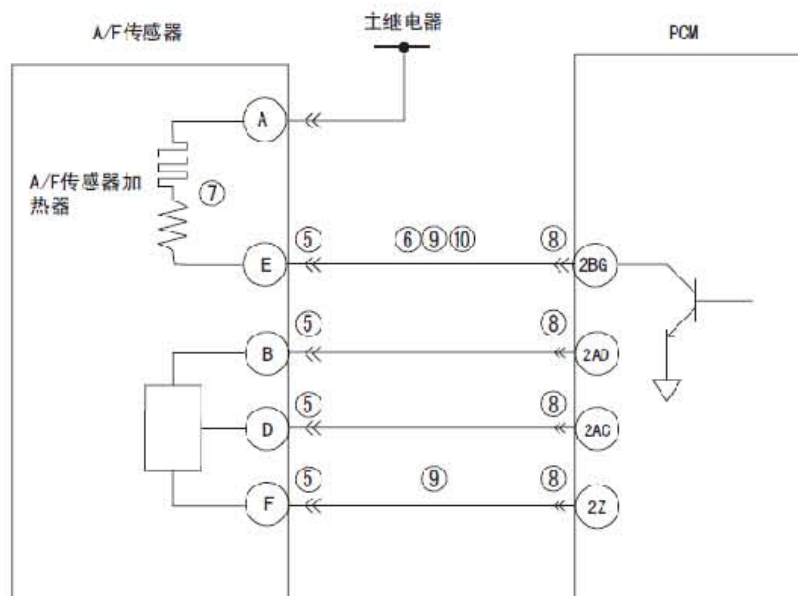 A/F传感器
主继电器
PCM
A
A/F传感器加
热器
⑦
E
⑤
⑥⑨⑩
⑧
2BG
B
⑤
⑧
2AD
D
⑤
⑧
2AC
F
⑤
⑨
⑧
2Z